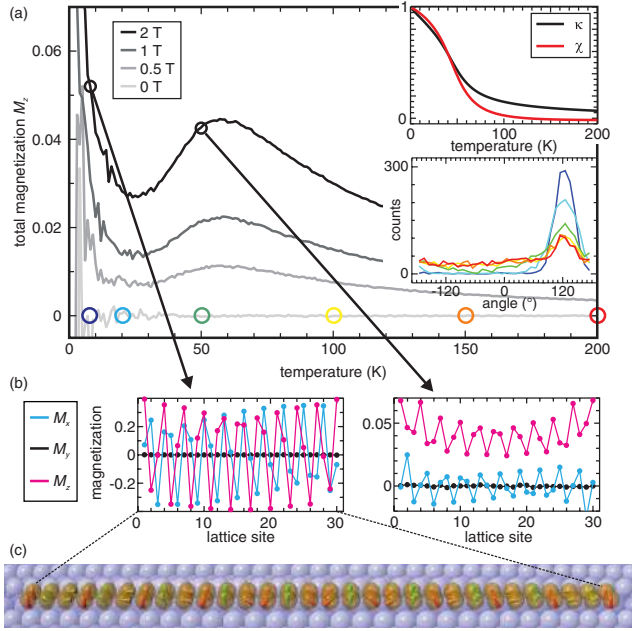 (a)
0.06
0.04
0.02
0
total magnetization Mz
2 T
1 T
0.5 T
0 T
0
50
100
150
200
temperature (K)
1
0
κ
χ
0
100
200
temperature (K)
300
0
counts
-120
0
120
angle (°)
(b)
Mx
My
Mz
magnetization
0.2
0
-0.2
0
10
20
30
lattice site
0.05
0
0
10
20
30
lattice site
(c)